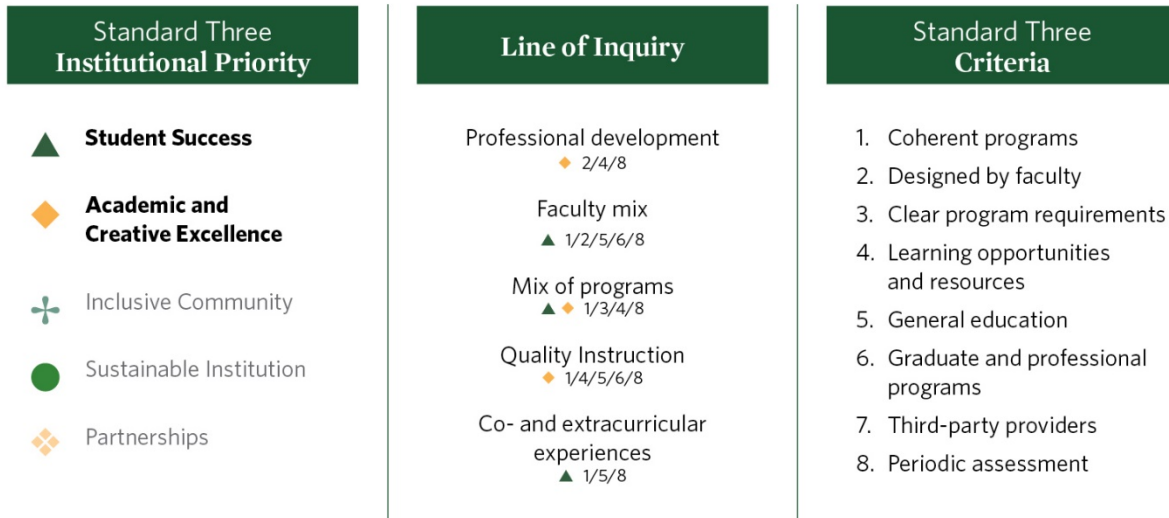 Standard Three
Institutional Priority
Student Success
Academic and
Creative Excellence
Inclusive Community
Sustainable Institution
Partnerships
Line of Inquiry
Professional development
2/4/8
Faculty mix
1/2/5/6/8
Mix of programs
1/3/4/8
Quality Instruction
1/4/5/6/8
Co- and extracurricular
experiences
1/5/8
Standard Three
Criteria
1. Coherent programs
2. Designed by faculty
3. Clear program requirements
4. Learning opportunities
and resources
5. General education
6. Graduate and professional
programs
7. Third-party providers
8. Periodic assessment